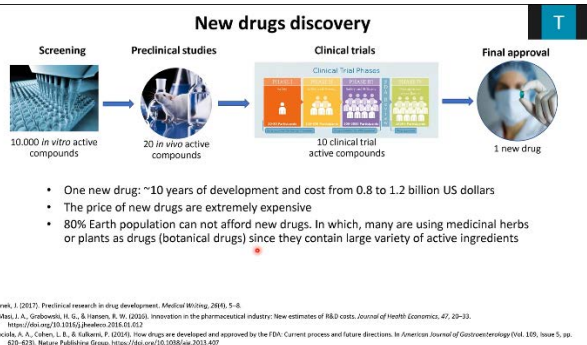 New drugs discovery
T
Screening
Preclinical studies
Clinical trials
Final approval
Clinical Trial Phases
10.000 in vitro active
compounds
20 in vivo active
compounds
10 clinical trial
active compounds
1 new drug
• One new drug: ~10 years of development and cost from 0.8 to 1.2 billion US dollars
• The price of new drugs are extremely expensive
• 80% Earth population can not afford new drugs. In which, many are using medicinal herbs
or plants as drugs (botanical drugs) since they contain large variety of active ingredients
nek, J. (2017). Preclinical research in drug development. Medical Writing, 26(4), 5–8.
Masi, J. A., Grabowski, H. G., & Hansen, R. W. (2016). Innovation in the pharmaceutical industry: New estimates of R&D costs. Journal of Health Economics, 47, 20–33.
https://doi.org/10.1016/j.jhealeco.2016.01.012
ciola, A. A., Cohen, L. B., & Kulkarni, P. (2014). How drugs are developed and approved by the FDA: Current process and future directions. In American Journal of Gastroenterology (Vol. 109, Issue 5, pp.
620–623). Nature Publishing Group. https://doi.org/10.1038/ajg.2013.407